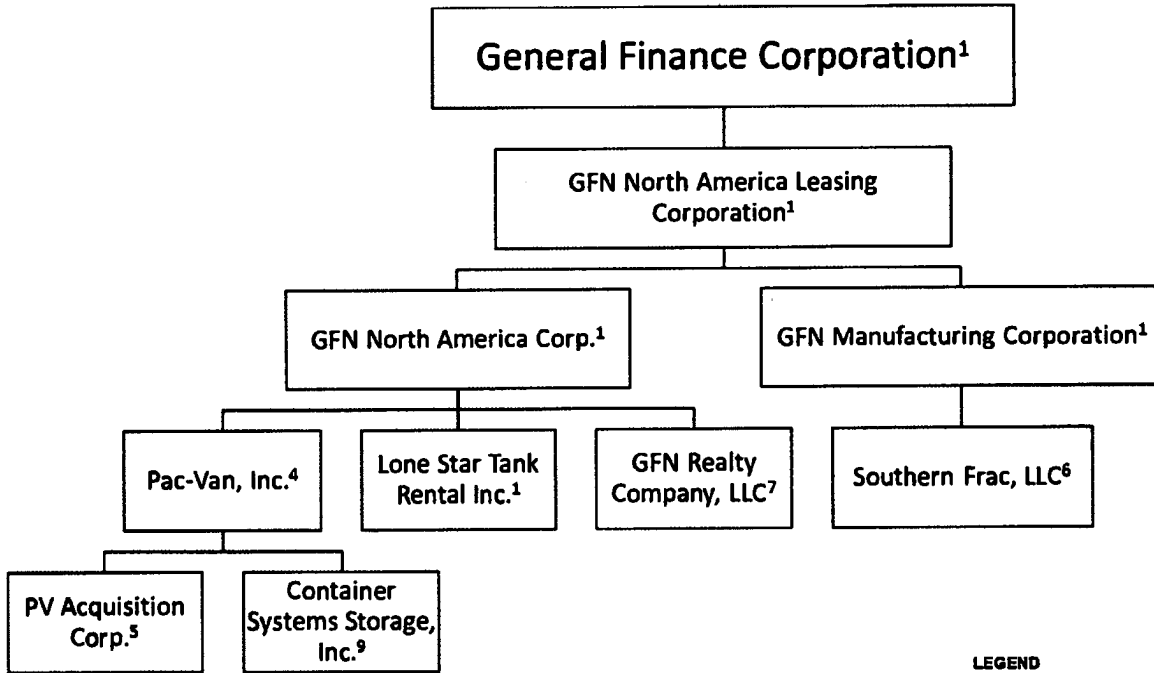 General Finance Corporation¹
GFN North America Leasing
Corporation¹
GFN North America Corp.¹
GFN Manufacturing Corporation¹
Pac-Van, Inc.⁴
Lone Star Tank
Rental Inc.¹
GFN Realty
Company, LLC⁷
Southern Frac, LLC⁶
PV Acquisition
Corp.⁵
Container
Systems Storage,
Inc.⁹
LEGEND